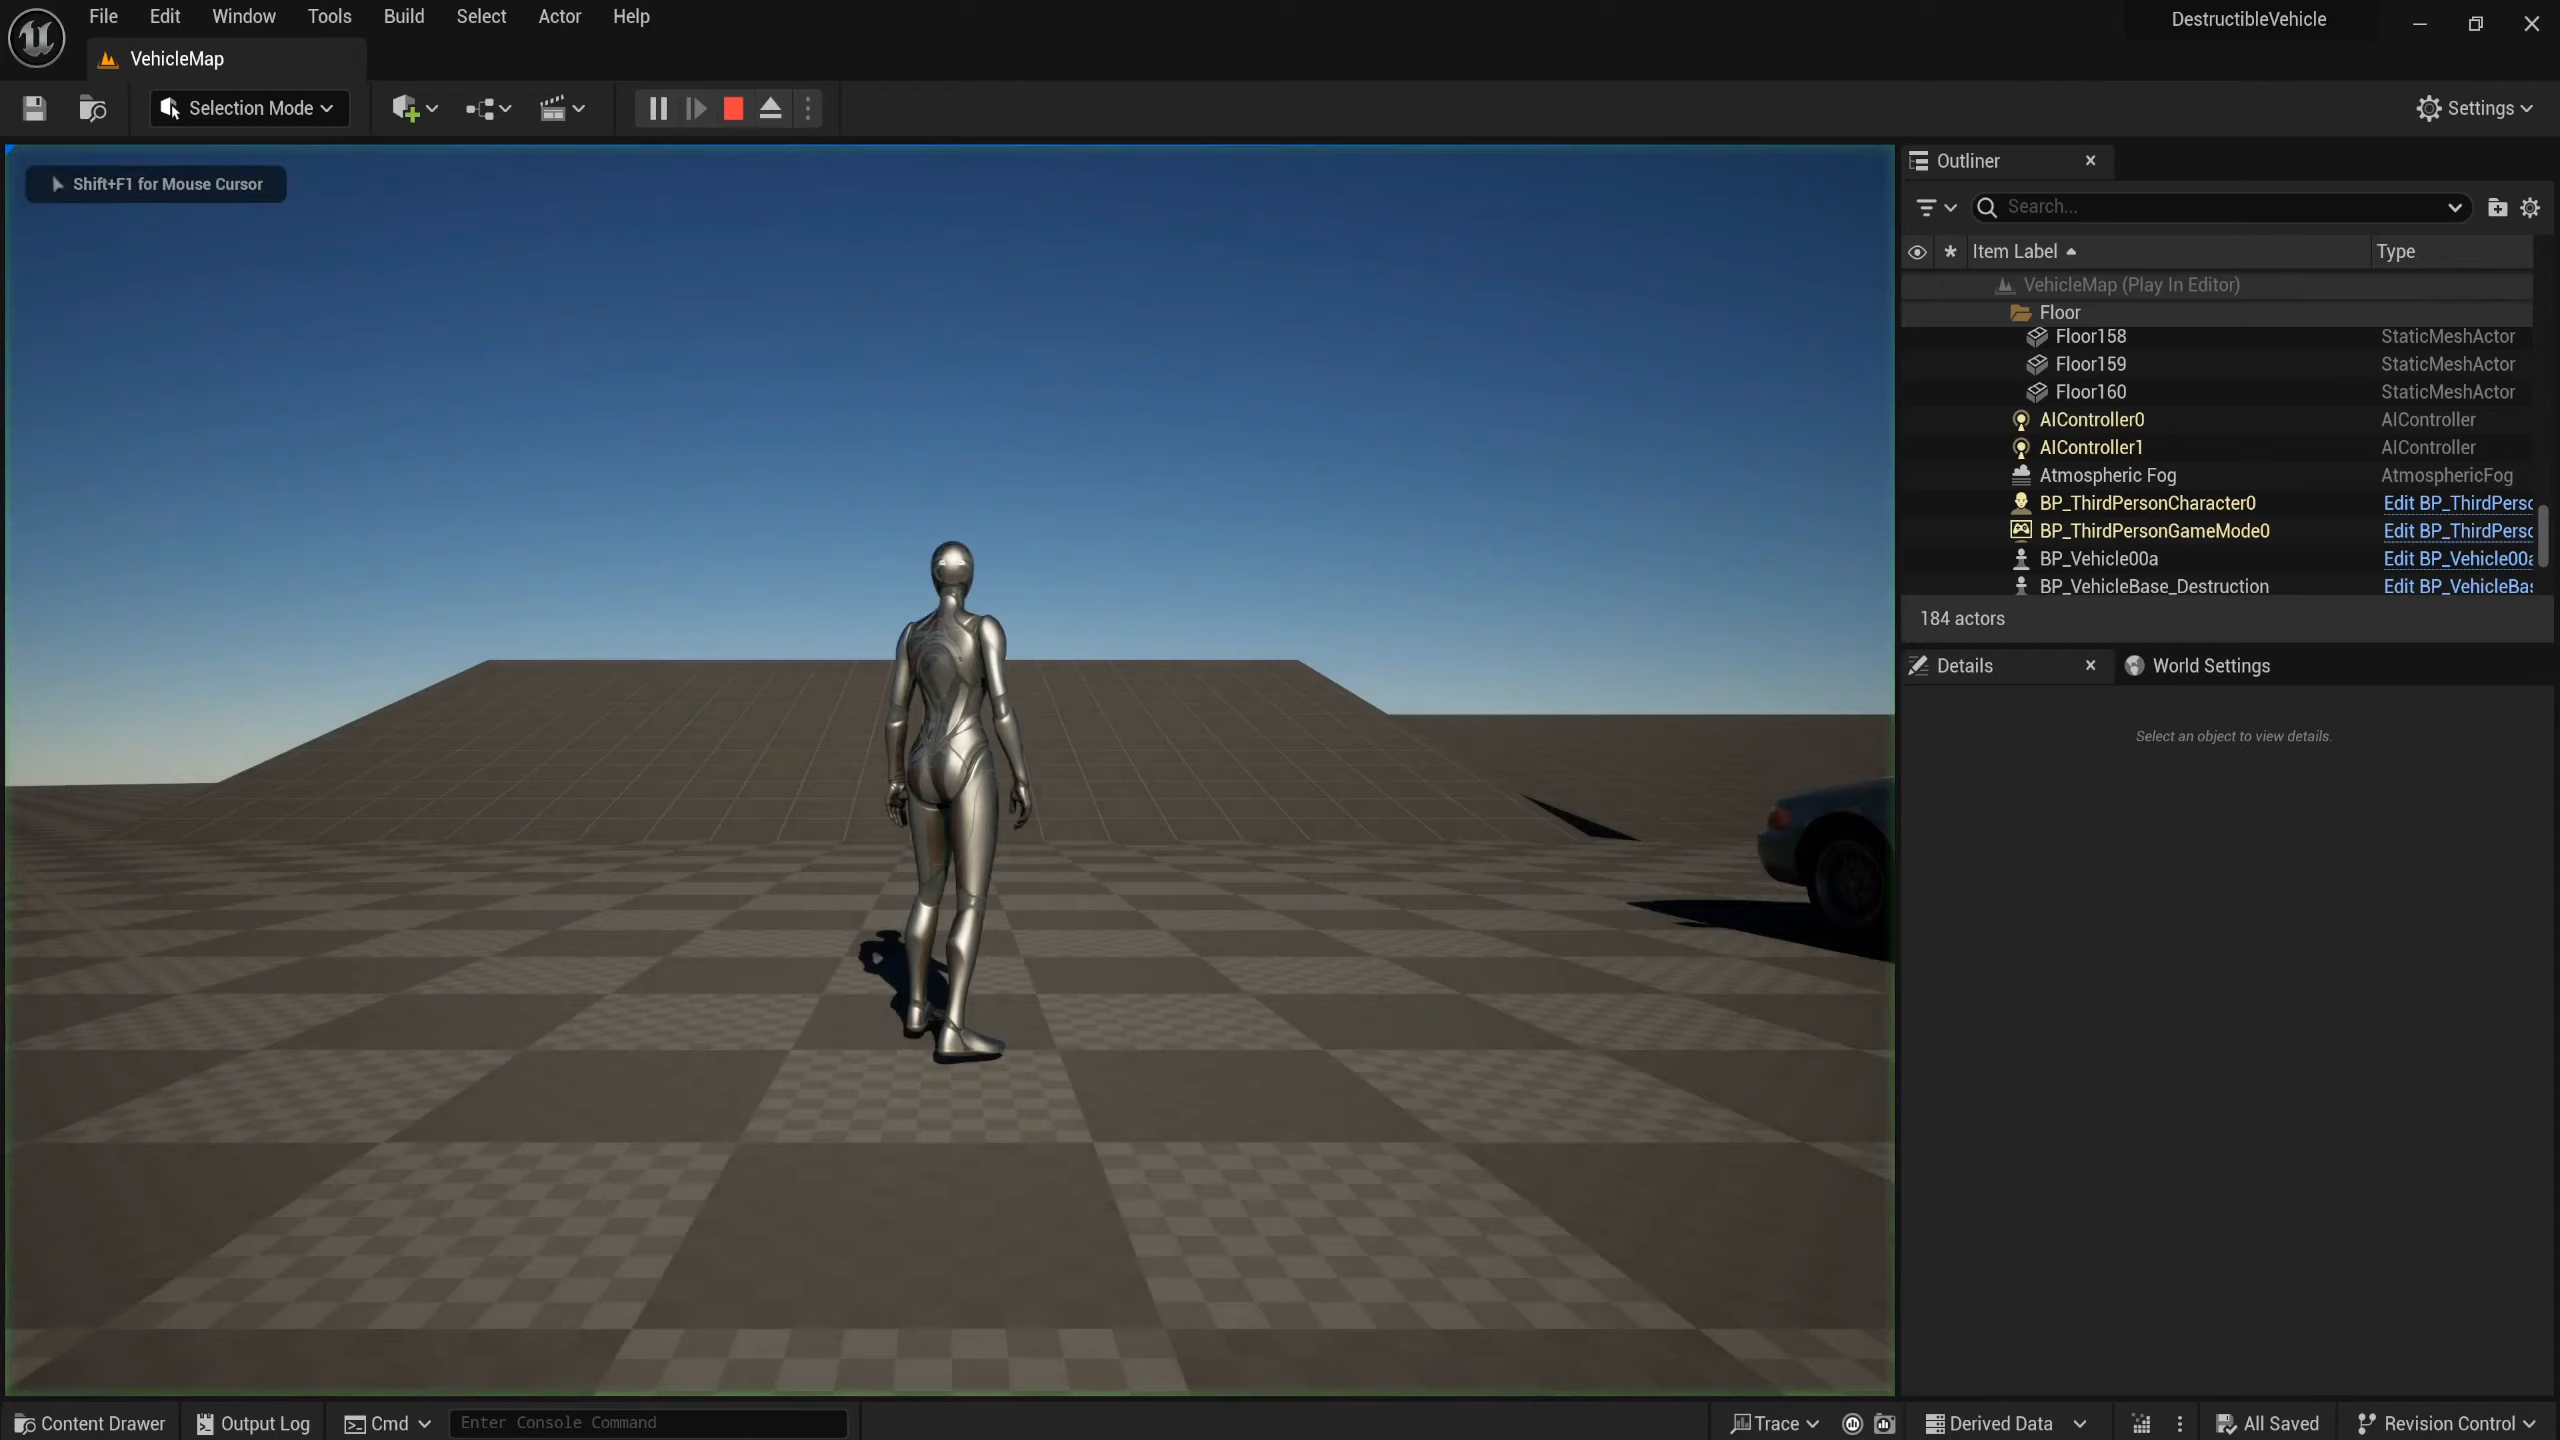 File Edit Window Tools Build Select Actor Help
DestructibleVehicle
VehicleMap
Selection Mode
Settings
Shift+F1 for Mouse Cursor
Outliner
Search...
Item Label Type
VehicleMap (Play In Editor)
Floor
Floor158 StaticMeshActor
Floor159 StaticMeshActor
Floor160 StaticMeshActor
AIController0 AIController
AIController1 AIController
Atmospheric Fog AtmosphericFog
BP_ThirdPersonCharacter0 Edit BP_ThirdPerso
BP_ThirdPersonGameMode0 Edit BP_ThirdPerso
BP_Vehicle00a Edit BP_Vehicle00a
BP_VehicleBase_Destruction Edit BP_VehicleBas
184 actors
Details World Settings
Select an object to view details.
Content Drawer Output Log Cmd Enter Console Command Trace Derived Data All Saved Revision Control